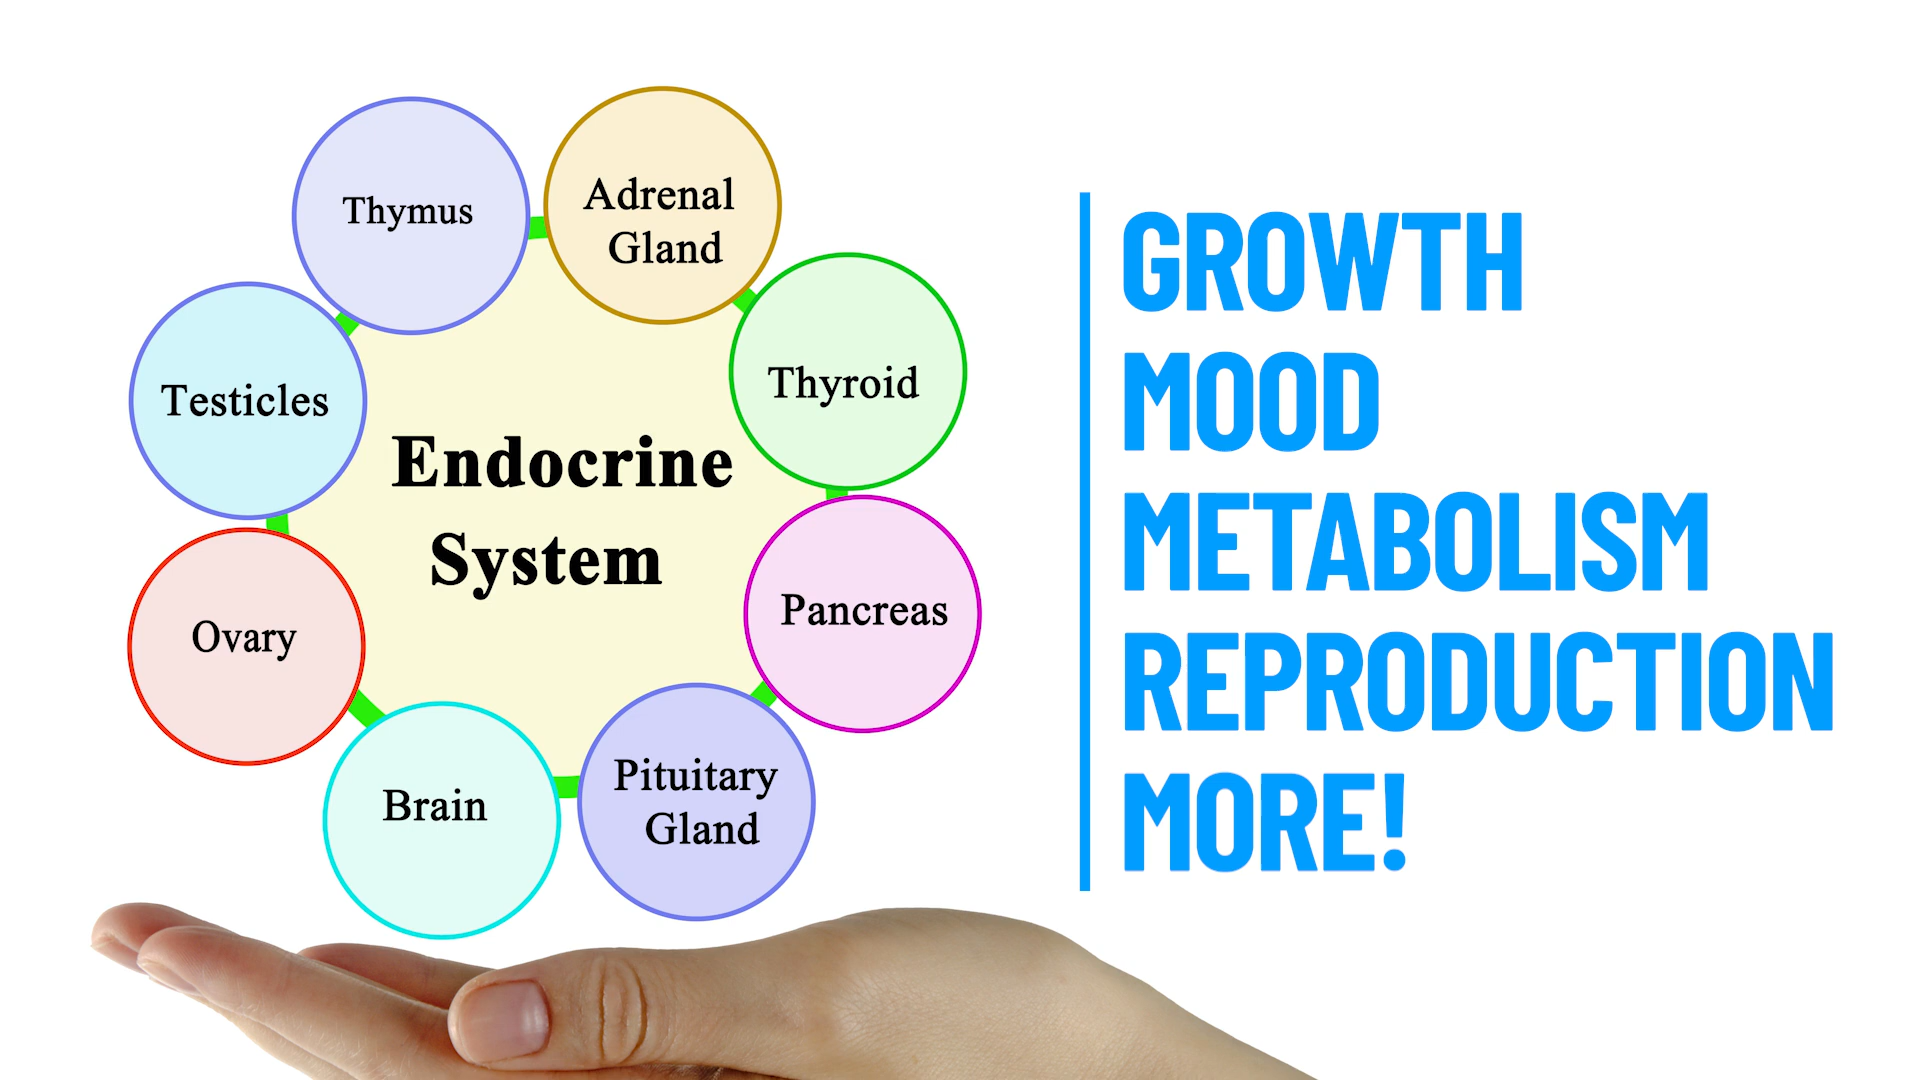 Thymus
Adrenal
Gland
Thyroid
Testicles
Endocrine
System
Pancreas
Ovary
Brain
Pituitary
Gland
GROWTH
MOOD
METABOLISM
REPRODUCTION
MORE!